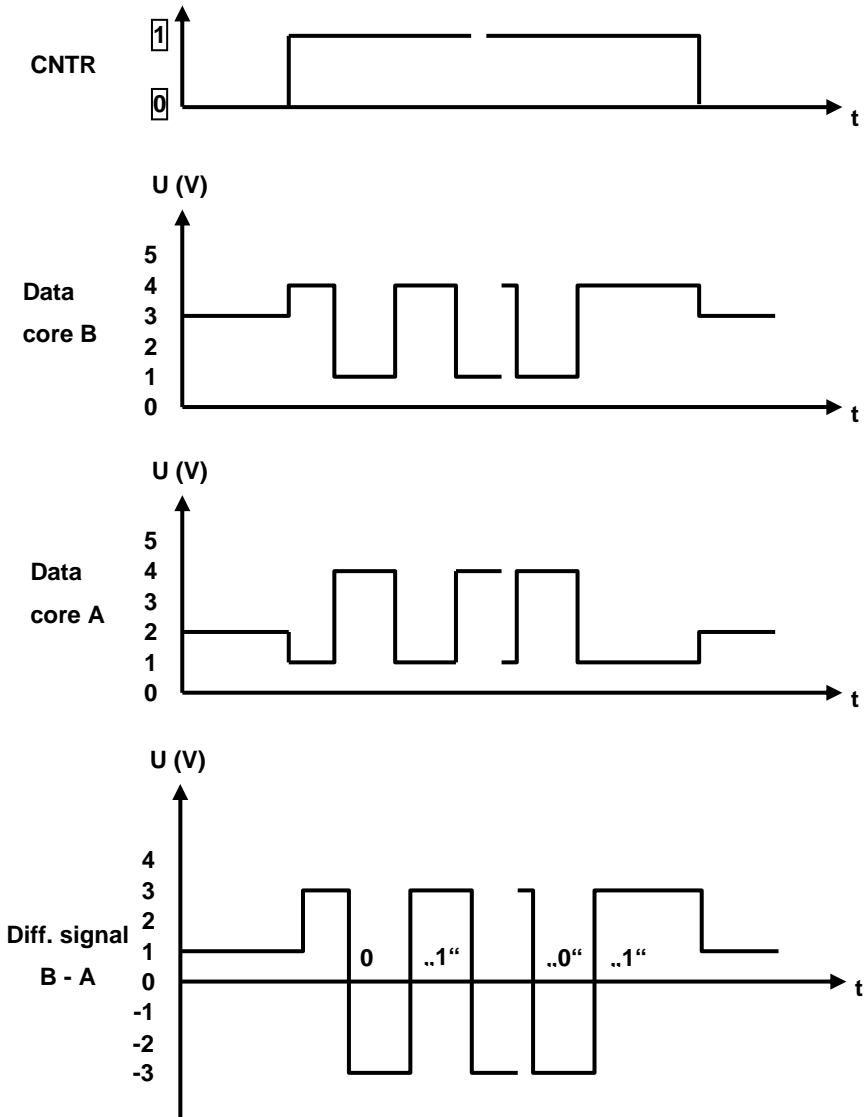 1
CNTR
0
t
U (V)
5
4
Data
3
core B
2
1
0
t
U (V)
5
4
Data
3
core A
2
1
0
t
U (V)
4
3
2
Diff. signal
1
0 „1“ „0“ „1“
B - A
0
t
-1
-2
-3